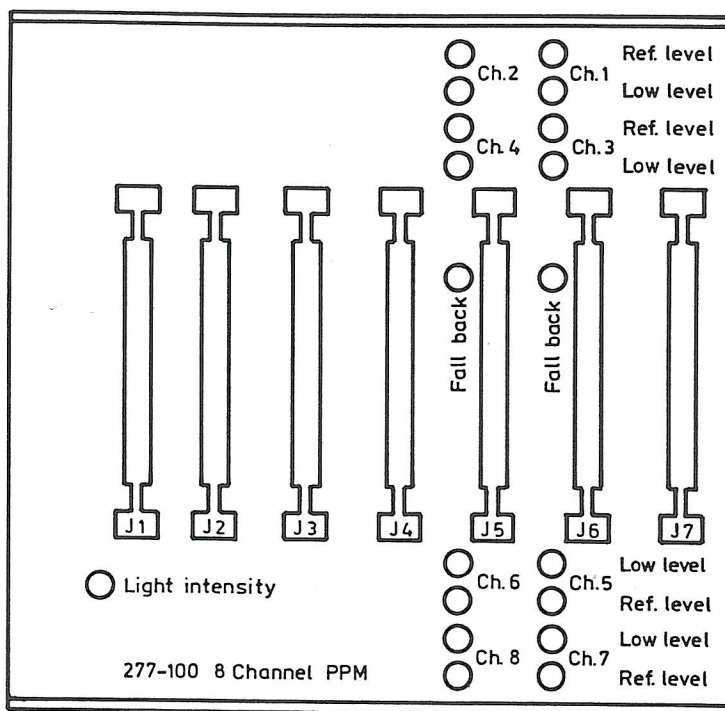 Ref. level
Ch.2 Ch.1
Low level
Ref. level
Ch. 4 Ch. 3
Low level
Fall back Fall back
J1 J2 J3 J4 J5 J6 J7
Low level
Ch. 6 Ch. 5
Light intensity
Ref. level
Low level
Ch. 8 Ch. 7
277-100 8 Channel PPM
Ref. level